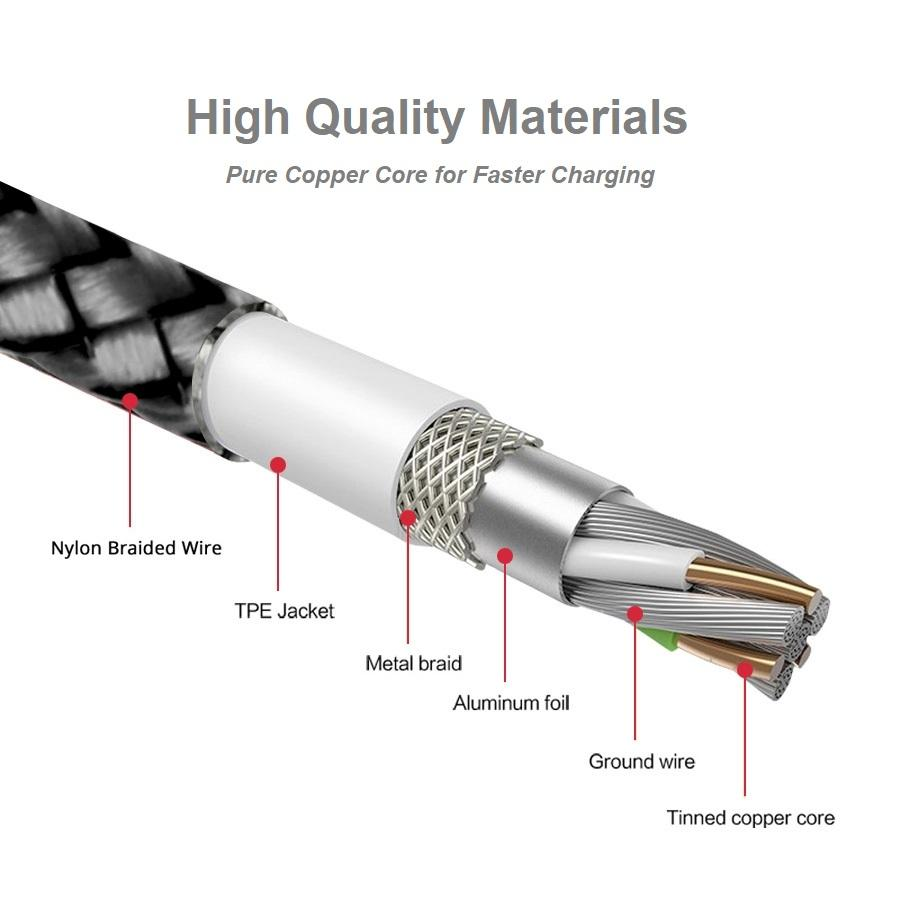 High Quality Materials
Pure Copper Core for Faster Charging
Nylon Braided Wire
TPE Jacket
Metal braid
Aluminum foil
Ground wire
Tinned copper core